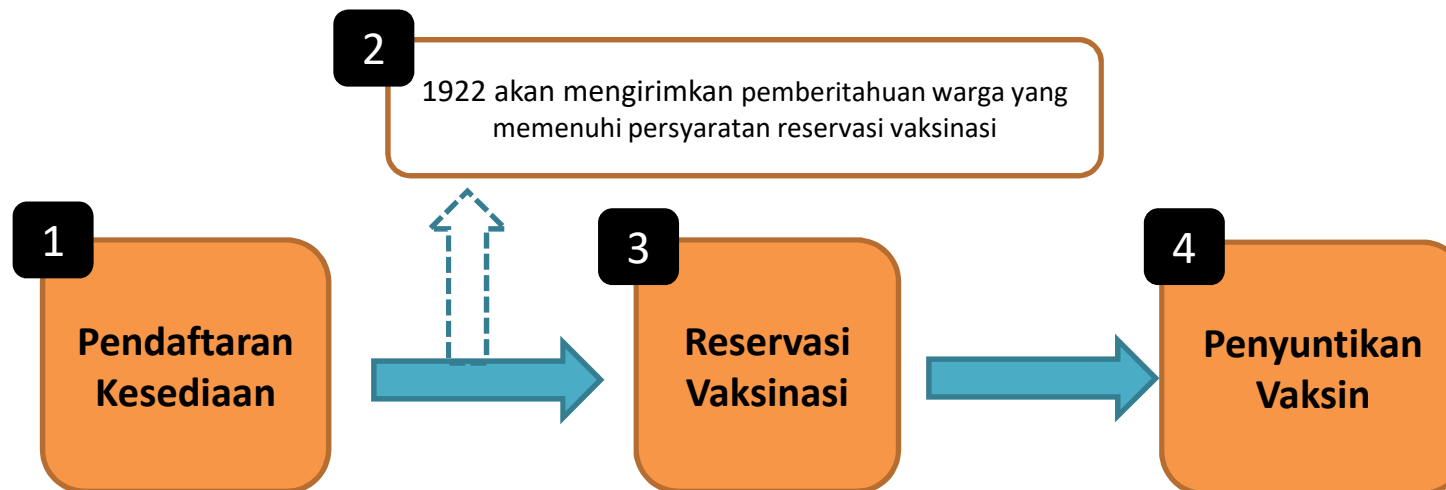 1
Pendaftaran
Kesediaan
2
1922 akan mengirimkan pemberitahuan warga yang
memenuhi persyaratan reservasi vaksinasi
3
Reservasi
Vaksinasi
4
Penyuntikan
Vaksin